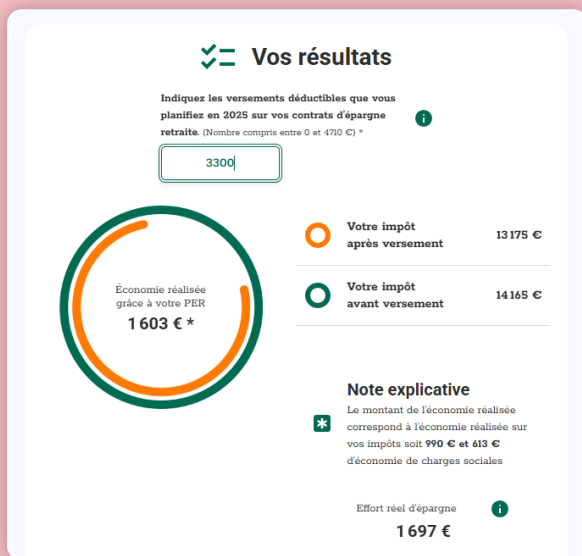 Vos résultats
Indiquez les versements déductibles que vous
planifiez en 2025 sur vos contrats d'épargne
retraite. (Nombre compris entre 0 et 4710 €) *
3300
Économie réalisée
grâce à votre PER
1 603 € *
Votre impôt
après versement
13 175 €
Votre impôt
avant versement
14 165 €
Note explicative
Le montant de l'économie réalisée
correspond à l'économie réalisée sur
vos impôts soit 990 € et 613 €
d'économie de charges sociales
Effort réel d'épargne
1 697 €